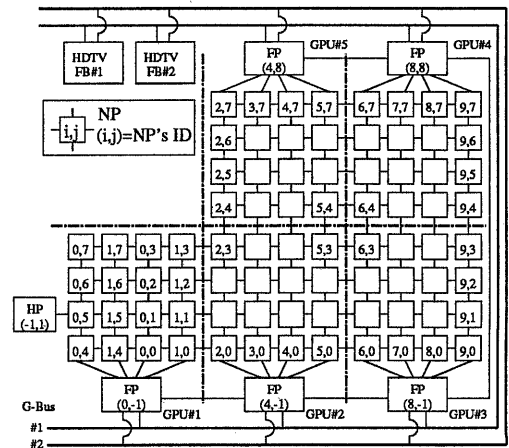 HDTV FB#1 HDTV FB#2 FP (4,8) GPU#5 FP (8,8) GPU#4
NP
i,j (i,j)=NP's ID
2,7 3,7 4,7 5,7 6,7 7,7 8,7 9,7
2,6 9,6
2,5 9,5
2,4 5,4 6,4 9,4
0,7 1,7 0,3 1,3 2,3 5,3 6,3 9,3
0,6 1,6 0,2 1,2 9,2
HP (-1,1) 0,5 1,5 0,1 1,1 9,1
0,4 1,4 0,0 1,0 2,0 3,0 4,0 5,0 6,0 7,0 8,0 9,0
FP (0,-1) GPU#1 FP (4,-1) GPU#2 FP (8,-1) GPU#3
G-Bus
#1
#2